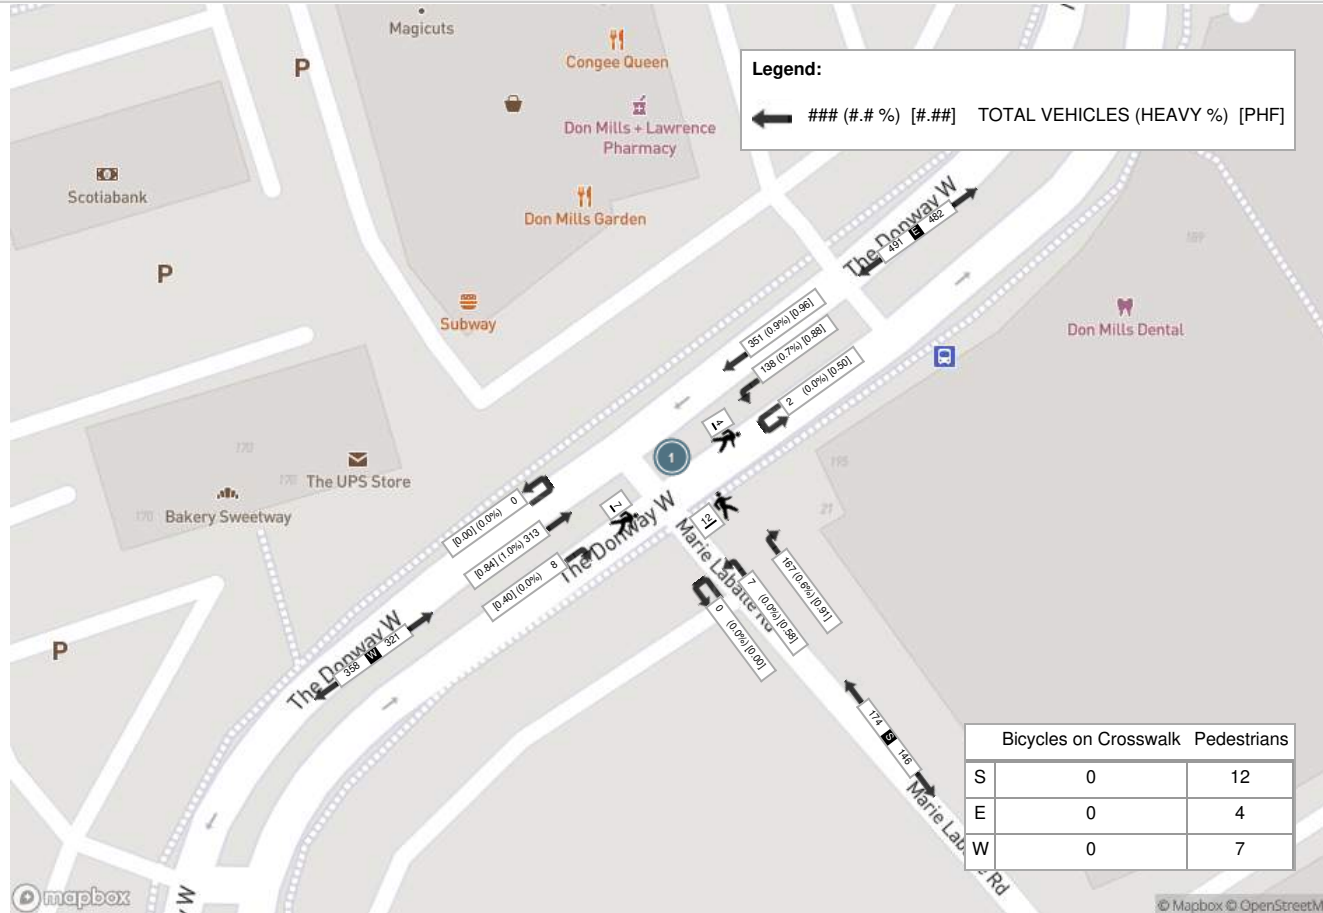 Magicuts
P
Congee Queen
Legend:
### (#.# %) [#.##] TOTAL VEHICLES (HEAVY %) [PHF]
Don Mills + Lawrence
Pharmacy
Scotiabank
Don Mills Garden
The Donway W
491 E 482
189
P
Subway
Don Mills Dental
351 (0.9%) [0.96]
138 (0.7%) [0.88]
2 (0.0%) [0.50]
4
1
170
170
The UPS Store
195
Bakery Sweetway
170
21
[0.00] (0.0%) 0
7
The Donway W
12
[0.84] (1.0%) 313
[0.40] (0.0%) 8
Marie Labatte Rd
167 (0.6%) [0.91]
7 (0.0%) [0.58]
0 (0.0%) [0.00]
The Donway W
358 W 321
P
174 S 146
Bicycles on Crosswalk Pedestrians
S 0 12
E 0 4
W 0 7
Rd
W
mapbox
© Mapbox © OpenStreetM